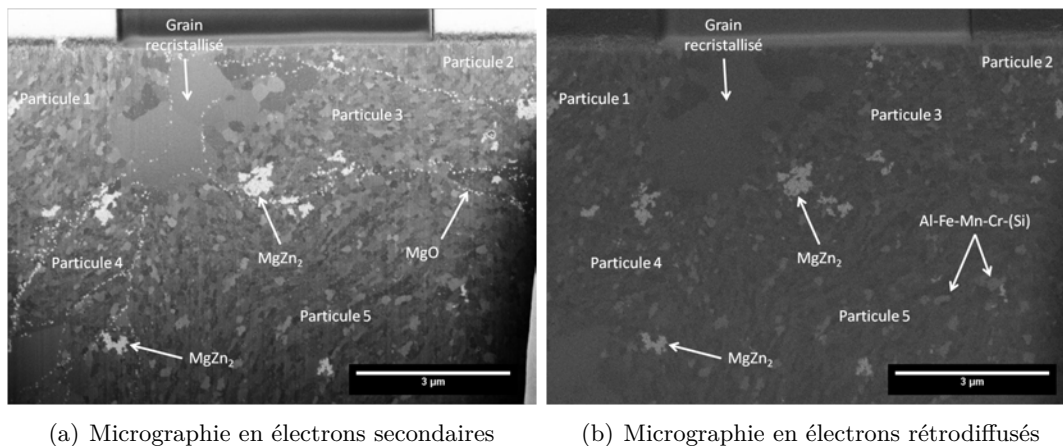 Grain
recristallisé
Particule 2
Particule 1
Particule 3
MgO
MgZn₂
Particule 4
Particule 5
MgZn₂
3 µm
Grain
recristallisé
Particule 2
Particule 1
Particule 3
Al-Fe-Mn-Cr-(Si)
MgZn₂
Particule 4
Particule 5
MgZn₂
3 µm
(a) Micrographie en électrons secondaires
(b) Micrographie en électrons rétrodiffusés